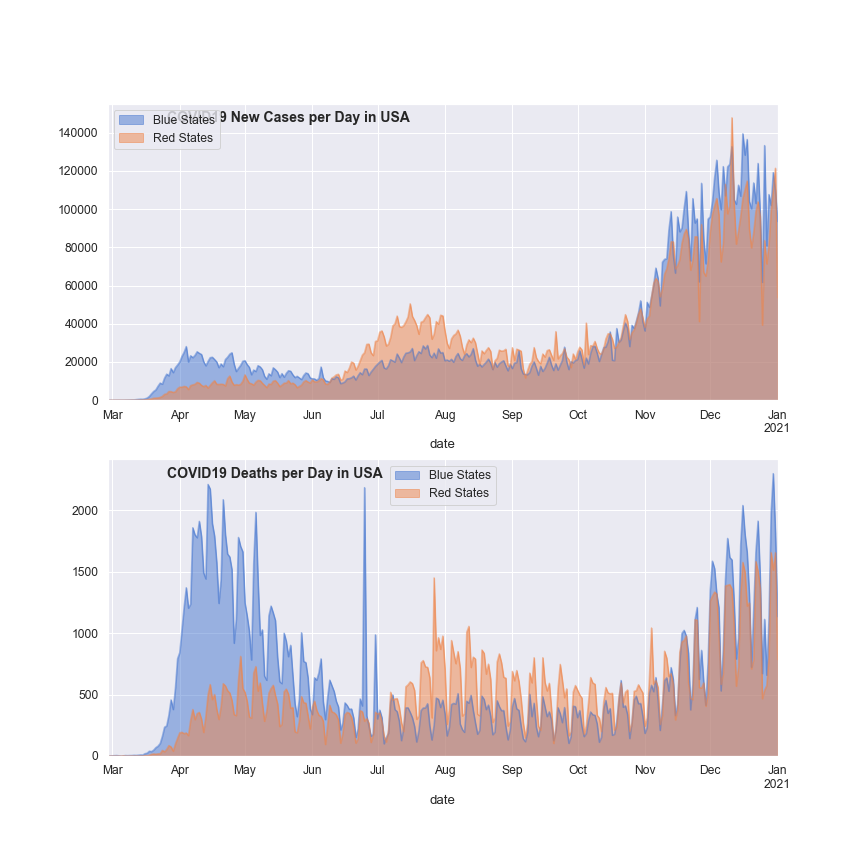 COVID19 New Cases per Day in USA
Blue States
Red States
140000
120000
100000
80000
60000
40000
20000
0
Mar Apr May Jun Jul Aug Sep Oct Nov Dec Jan
2021
date
COVID19 Deaths per Day in USA
Blue States
Red States
2000
1500
1000
500
0
Mar Apr May Jun Jul Aug Sep Oct Nov Dec Jan
2021
date